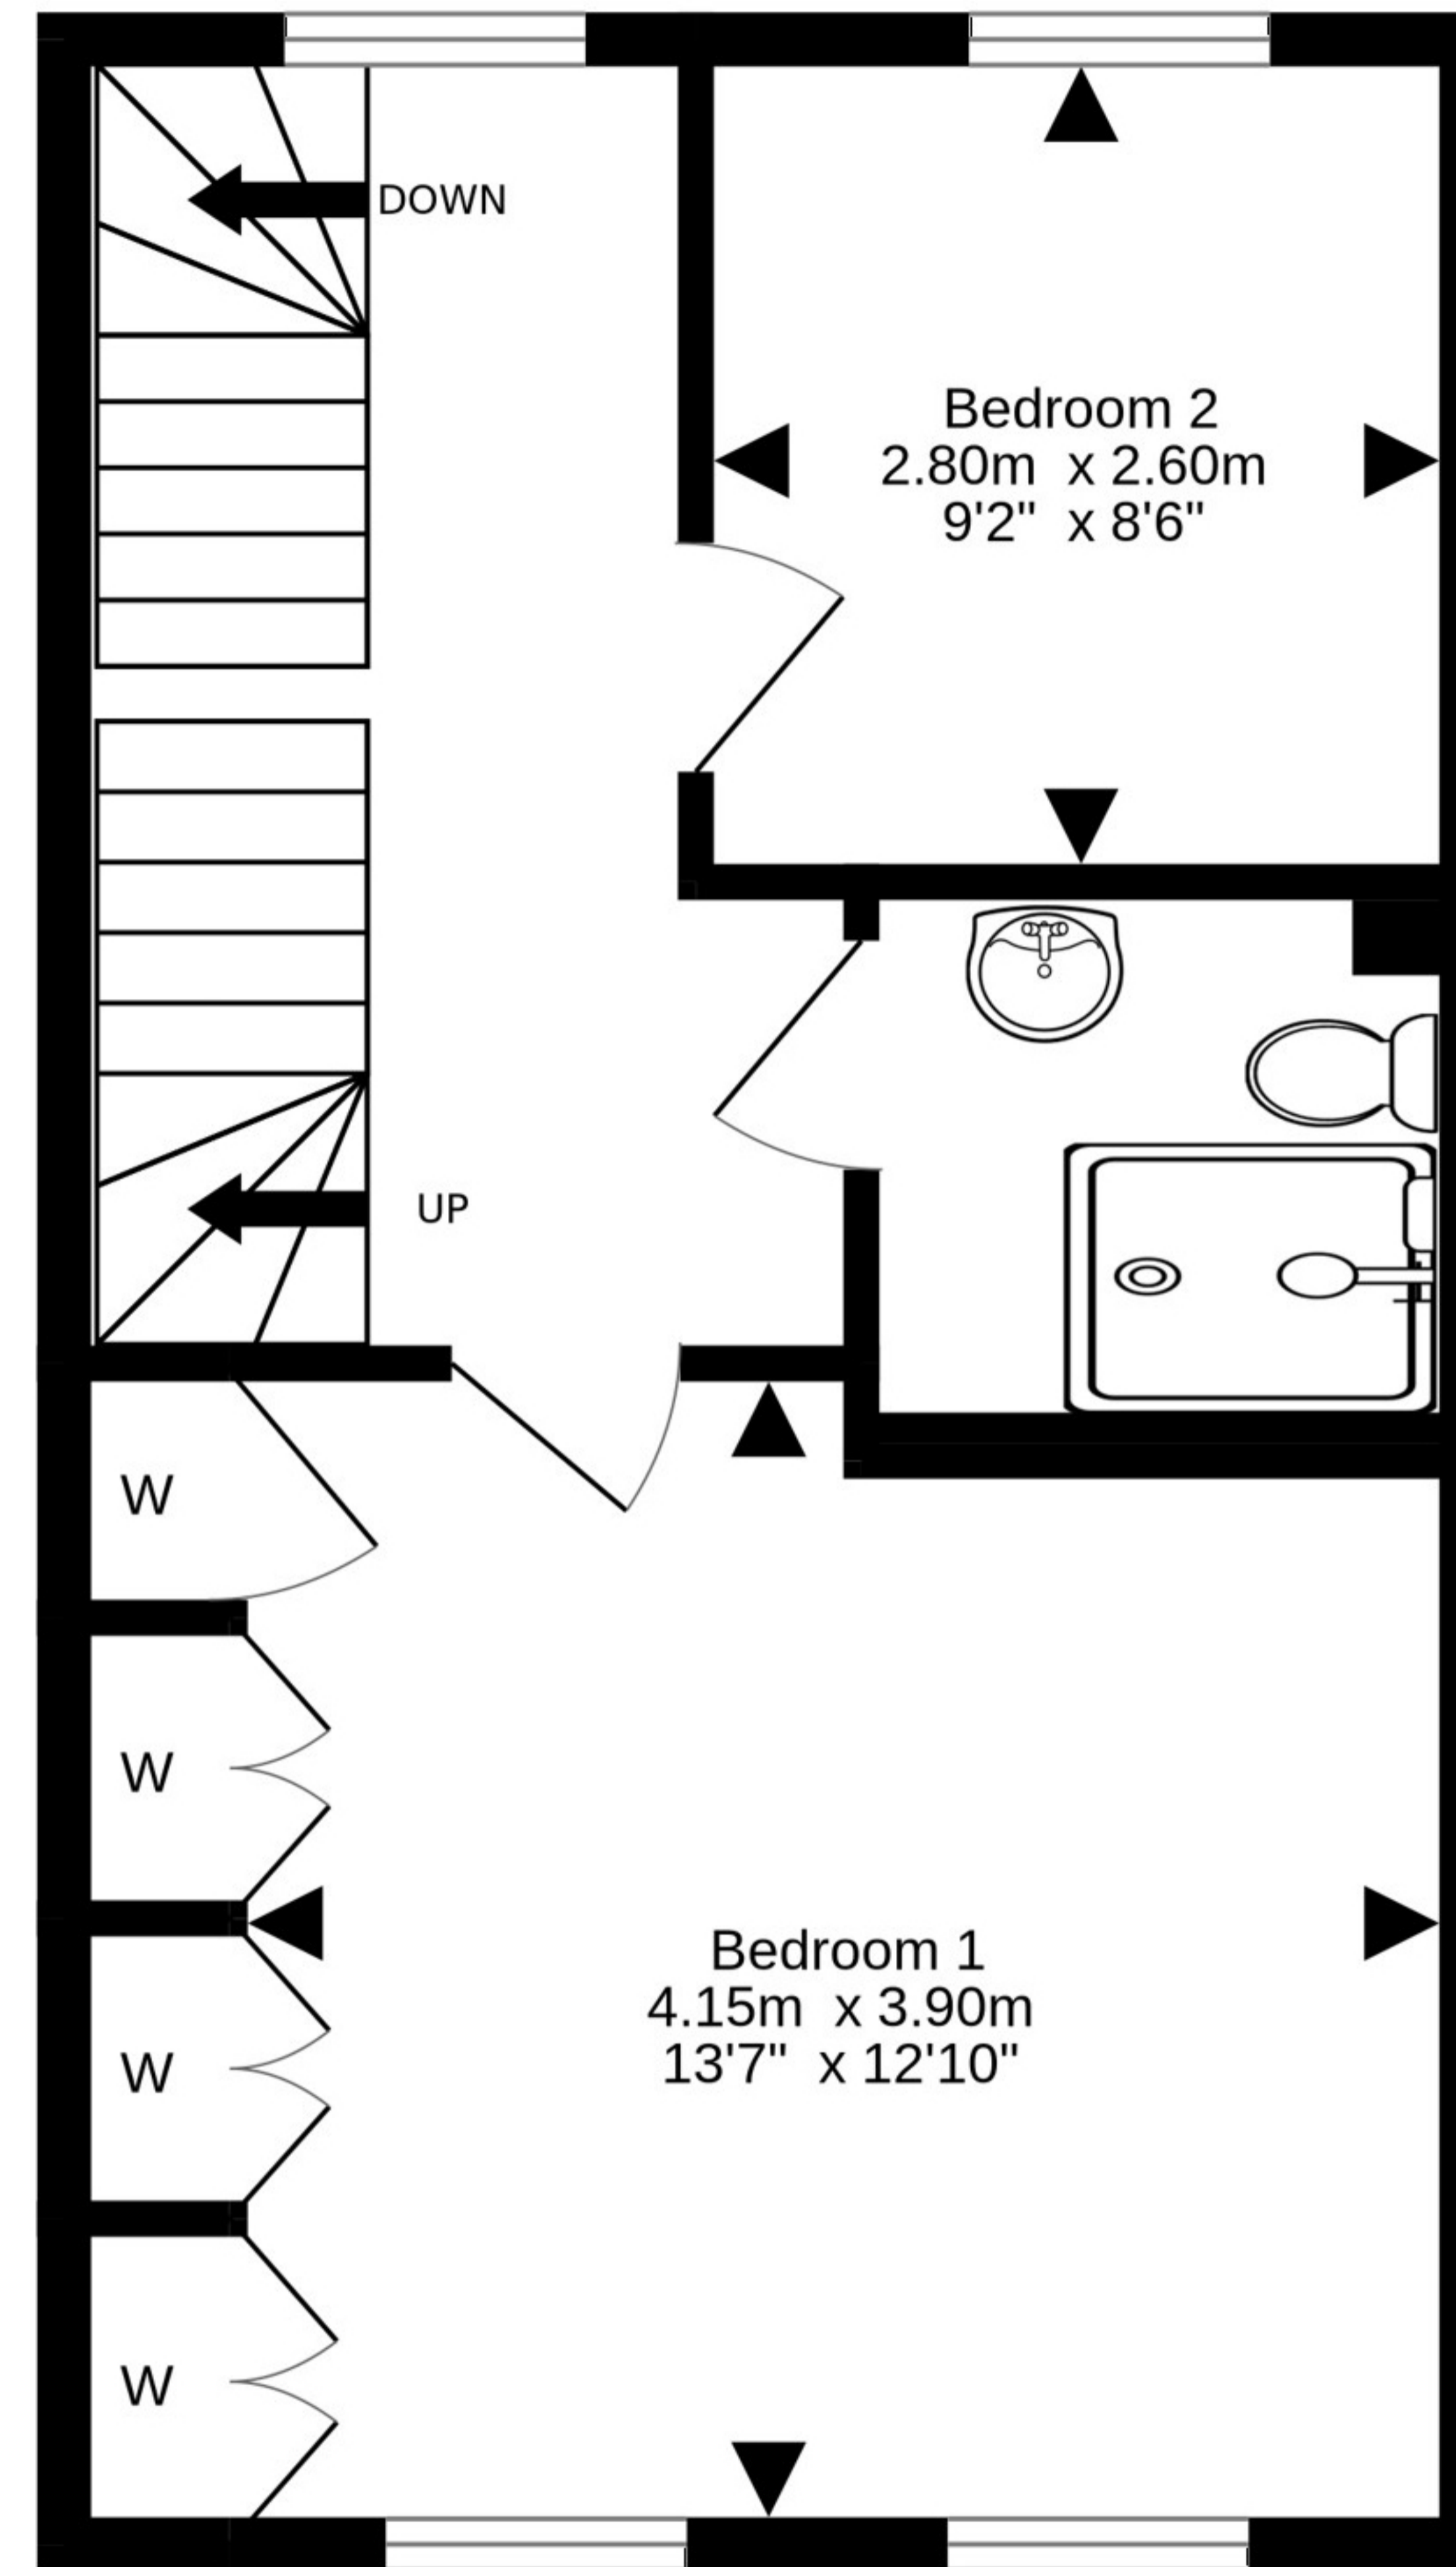 DOWN
Bedroom 2
2.80m x 2.60m
9'2" x 8'6"
UP
W
W
Bedroom 1
4.15m x 3.90m
13'7" x 12'10"
W
W